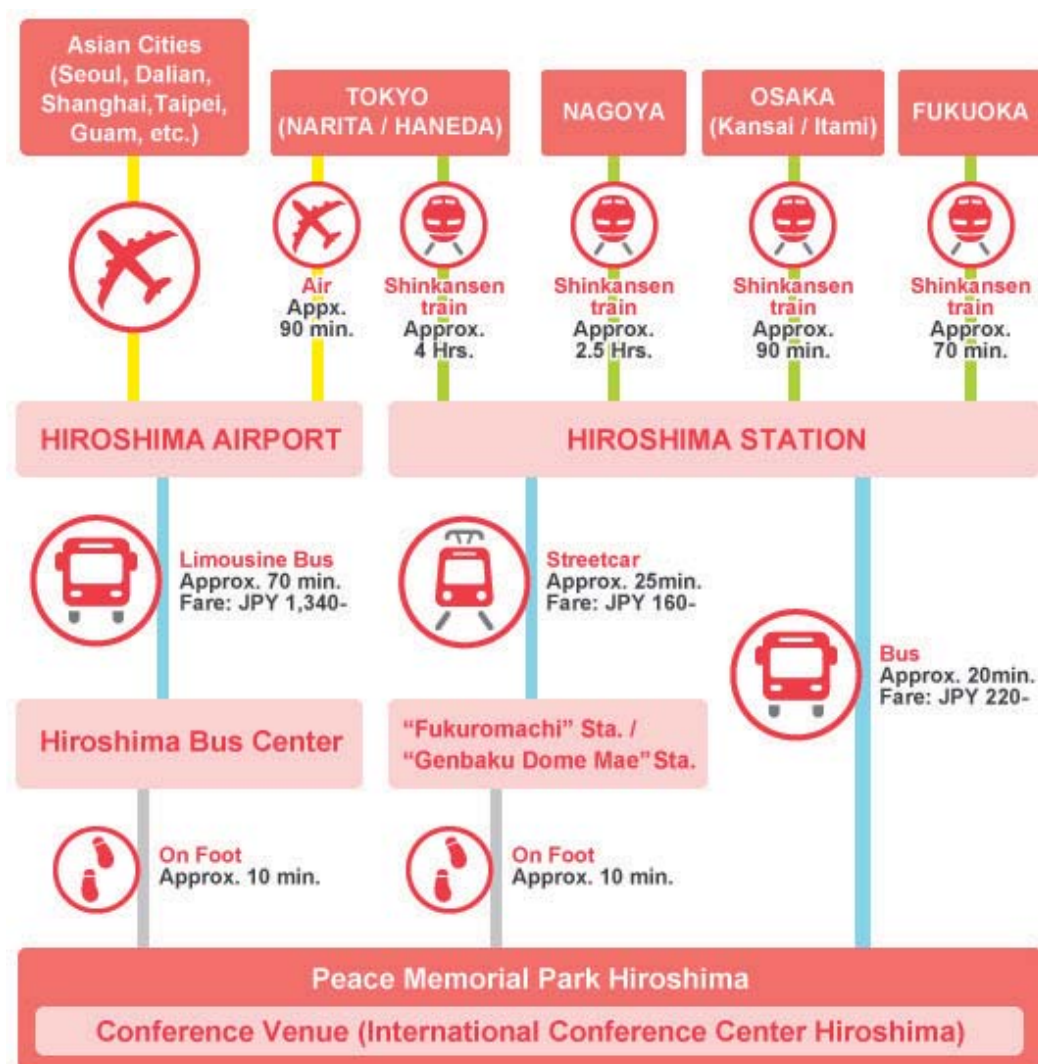 Asian Cities
(Seoul, Dalian,
Shanghai,Taipei,
Guam, etc.)
TOKYO
(NARITA / HANEDA)
NAGOYA
OSAKA
(Kansai / Itami)
FUKUOKA
Air
Appx.
90 min.
Shinkansen
train
Approx.
4 Hrs.
Shinkansen
train
Approx.
2.5 Hrs.
Shinkansen
train
Approx.
90 min.
Shinkansen
train
Approx.
70 min.
HIROSHIMA AIRPORT
HIROSHIMA STATION
Limousine Bus
Approx. 70 min.
Fare: JPY 1,340-
Streetcar
Approx. 25min.
Fare: JPY 160-
Bus
Approx. 20min.
Fare: JPY 220-
Hiroshima Bus Center
“Fukuromachi” Sta. /
“Genbaku Dome Mae” Sta.
On Foot
Approx. 10 min.
On Foot
Approx. 10 min.
Peace Memorial Park Hiroshima
Conference Venue (International Conference Center Hiroshima)